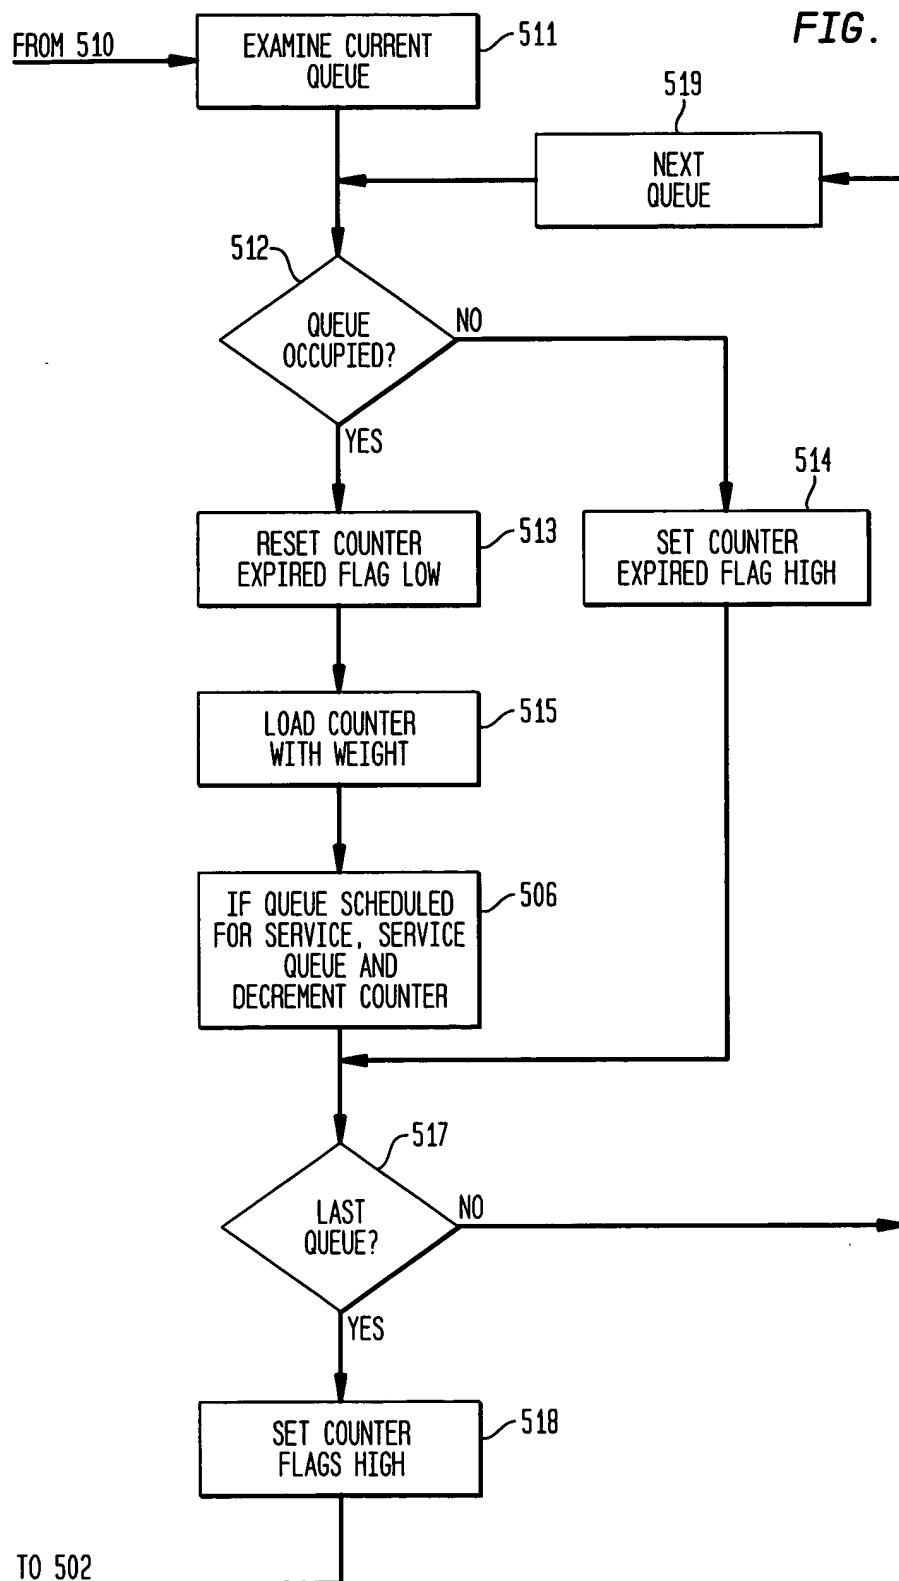 FIG.
FROM 510
EXAMINE CURRENT
QUEUE
511
519
NEXT
QUEUE
512
QUEUE
OCCUPIED?
NO
YES
514
RESET COUNTER
EXPIRED FLAG LOW
513
SET COUNTER
EXPIRED FLAG HIGH
LOAD COUNTER
WITH WEIGHT
515
IF QUEUE SCHEDULED
FOR SERVICE, SERVICE
QUEUE AND
DECREMENT COUNTER
506
517
LAST
QUEUE?
NO
YES
SET COUNTER
FLAGS HIGH
518
TO 502